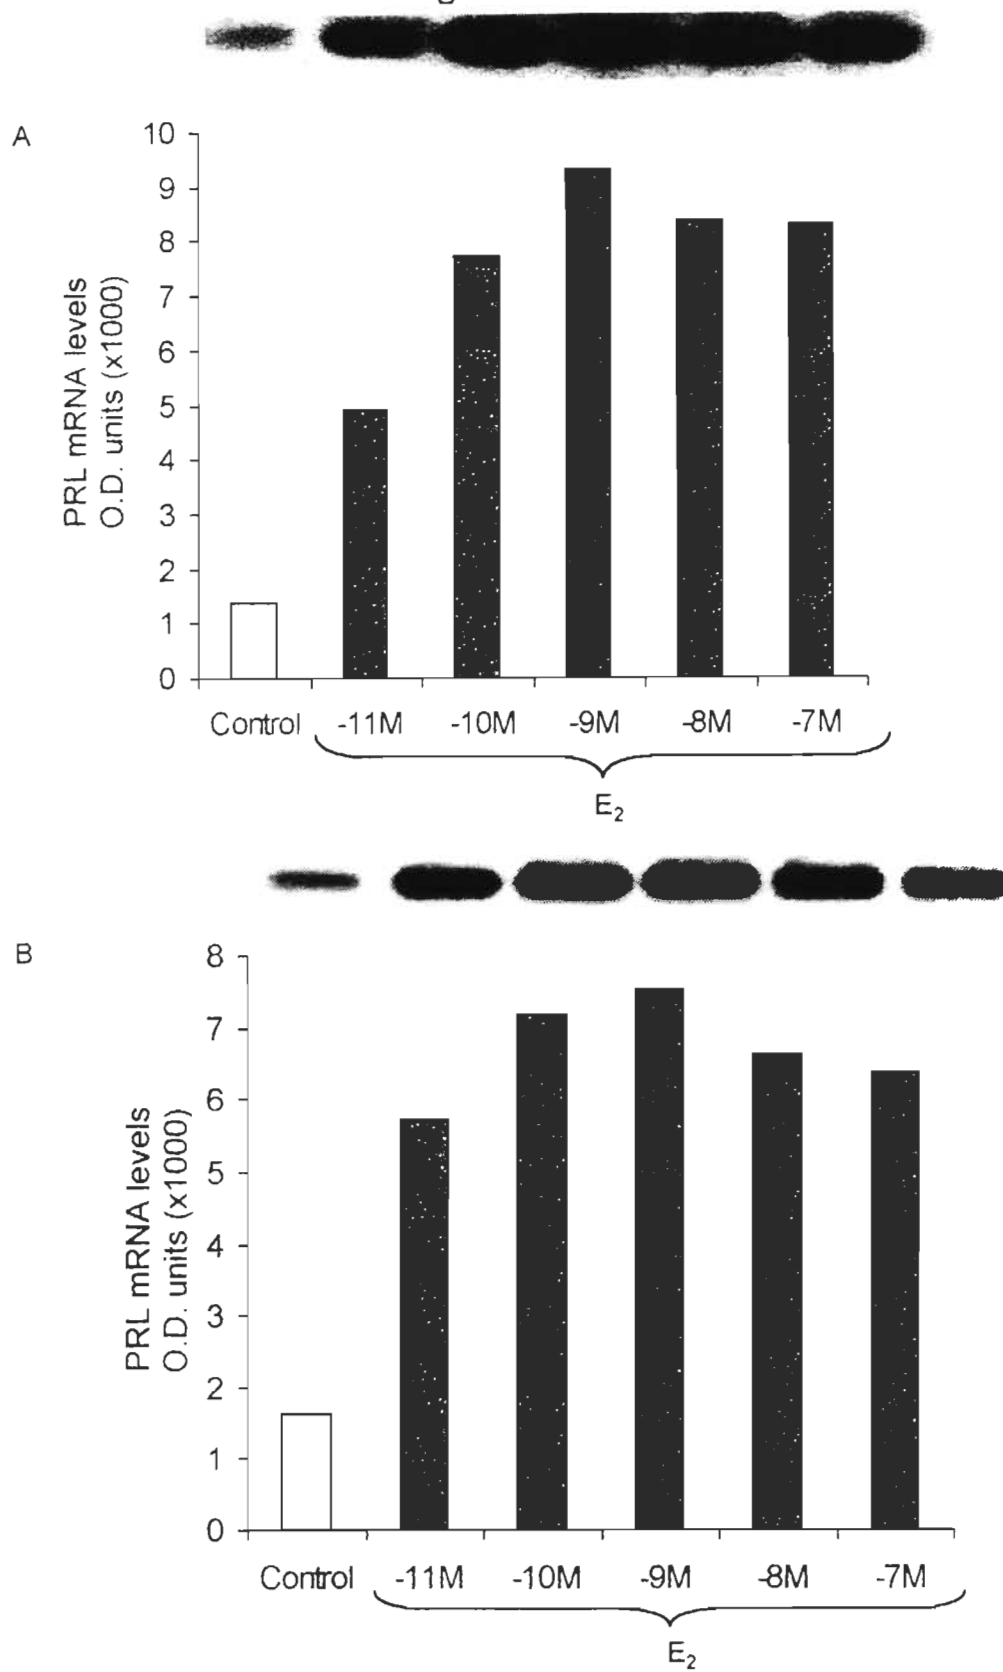 A
PRL mRNA levels
O.D. units (x1000)
10
9
8
7
6
5
4
3
2
1
0
Control -11M -10M -9M -8M -7M
E₂
B
PRL mRNA levels
O.D. units (x1000)
8
7
6
5
4
3
2
1
0
Control -11M -10M -9M -8M -7M
E₂